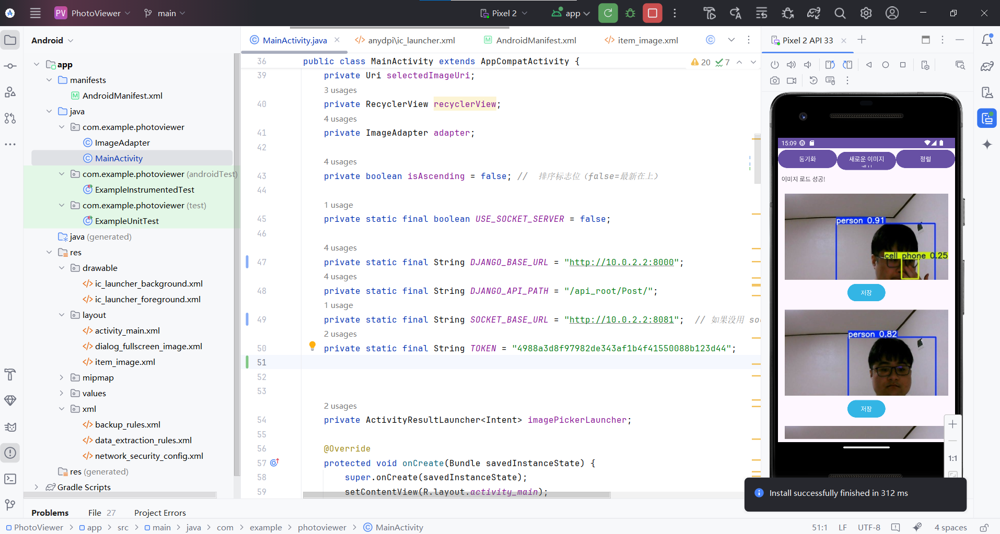 PV PhotoViewer main Pixel 2 app
Android
MainActivity.java anydpi\ic_launcher.xml AndroidManifest.xml item_image.xml
Pixel 2 API 33
app
manifests
AndroidManifest.xml
java
com.example.photoviewer
ImageAdapter
MainActivity
com.example.photoviewer (androidTest)
ExampleInstrumentedTest
com.example.photoviewer (test)
ExampleUnitTest
java (generated)
res
drawable
ic_launcher_background.xml
ic_launcher_foreground.xml
layout
activity_main.xml
dialog_fullscreen_image.xml
item_image.xml
mipmap
values
xml
backup_rules.xml
data_extraction_rules.xml
network_security_config.xml
res (generated)
Gradle Scripts
36 public class MainActivity extends AppCompatActivity {
20 7
39 private Uri selectedImageUri;
3 usages
40 private RecyclerView recyclerView;
4 usages
41 private ImageAdapter adapter;
42
4 usages
43 private boolean isAscending = false; // 排序标志位（false=最新在上）
44
1 usage
45 private static final boolean USE_SOCKET_SERVER = false;
46
4 usages
47 private static final String DJANGO_BASE_URL = "http://10.0.2.2:8000";
4 usages
48 private static final String DJANGO_API_PATH = "/api_root/Post/";
1 usage
49 private static final String SOCKET_BASE_URL = "http://10.0.2.2:8081"; // 如果没用 so
2 usages
50 private static final String TOKEN = "4988a3d8f97982de343af1b4f41550088b123d44";
51
52
53
2 usages
54 private ActivityResultLauncher<Intent> imagePickerLauncher;
55
56 @Override
57 protected void onCreate(Bundle savedInstanceState) {
58 super.onCreate(savedInstanceState);
59 setContentView(R.layout.activity_main);
15:09
동기화 새로운 이미지 정렬
이미지 로드 성공!
person 0.91
cell phone 0.25
저장
person 0.82
저장
1:1
Install successfully finished in 312 ms
Problems File 27 Project Errors
PhotoViewer > app > src > main > java > com > example > photoviewer > MainActivity
51:1 LF UTF-8 4 spaces